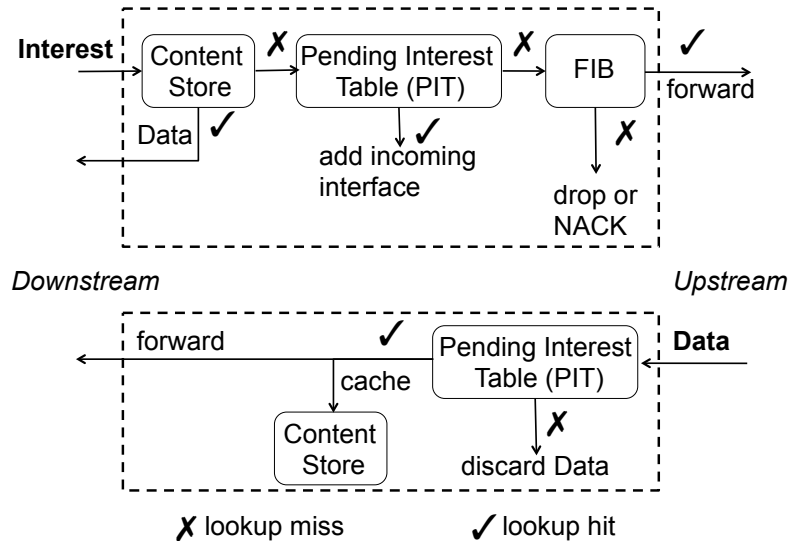 Interest
Content
Store
✗
Pending Interest
Table (PIT)
✗
FIB
✓
forward
Data
✓
✓
add incoming
interface
✗
drop or
NACK
Downstream
Upstream
forward
✓
Pending Interest
Table (PIT)
Data
cache
Content
Store
✗
discard Data
✗ lookup miss
✓ lookup hit